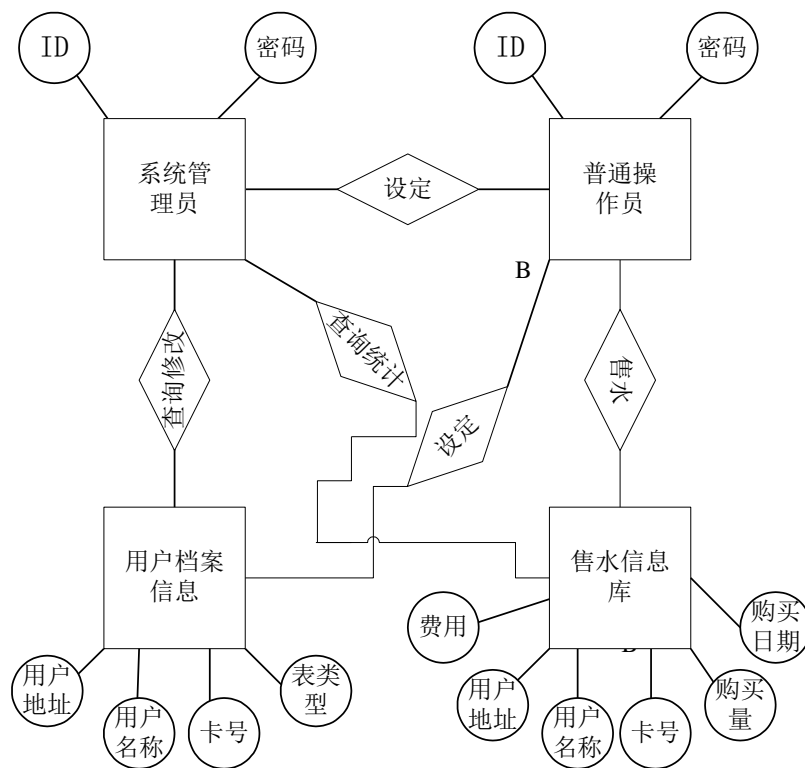 ID
密码
ID
密码
系统管
理员
设定
普通操
作员
B
查询修改
查询统计
设定
售水
用户档案
信息
售水信息
库
费用
购买
日期
用户
地址
用户
名称
卡号
表类
型
用户
地址
用户
名称
卡号
购买
量